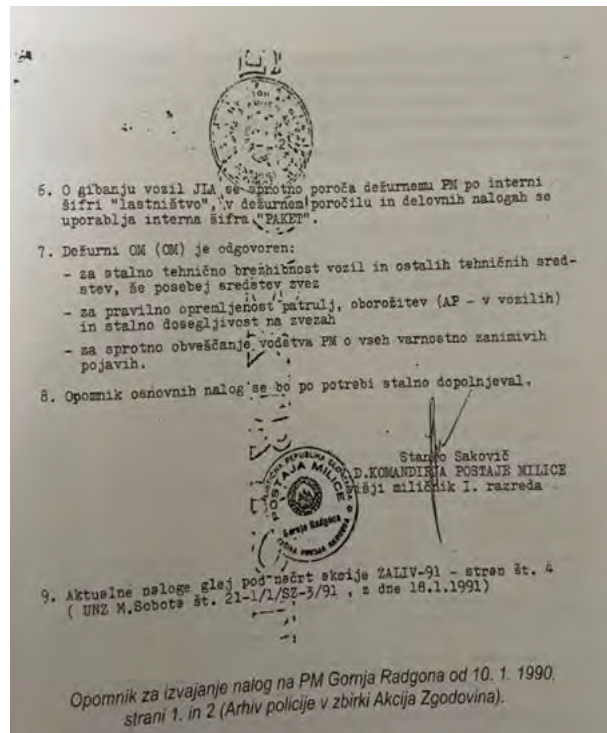 6. O gibanju vozil JLA se sprotno poroča dežurnemu PM po interni
šifri "lastništvo", v dežurnem poročilu in delovnih nalogah se
uporablja interna šifra "PAKET".
7. Dežurni OM (OM) je odgovoren:
- za stalno tehnično brezhibnost vozil in ostalih tehničnih sred-
stev, še posebej sredstev zvez
- za pravilno opremljenost patrulj, oborožitev (AP - v vozilih)
in stalno dosegljivost na zvezah
- za sprotno obveščanje vodstva PM o vseh varnostno zanimivih
pojavih.
8. Opomnik osnovnih nalog se bo po potrebi stalno dopolnjeval.
Stanko Sakovič
D.KOMANDIRJA POSTAJE MILICE
višji miličnik I. razreda
POSTAJA MILICE
Gornja Radgona
9. Aktualne naloge glej pod načrt akcije ZALIV-91 - stran št. 4
( UNZ M.Sobota št. 21-1/1/SZ-3/91 , z dne 18.1.1991)
Opomnik za izvajanje nalog na PM Gornja Radgona od 10. 1. 1990,
strani 1. in 2 (Arhiv policije v zbirki Akcija Zgodovina).